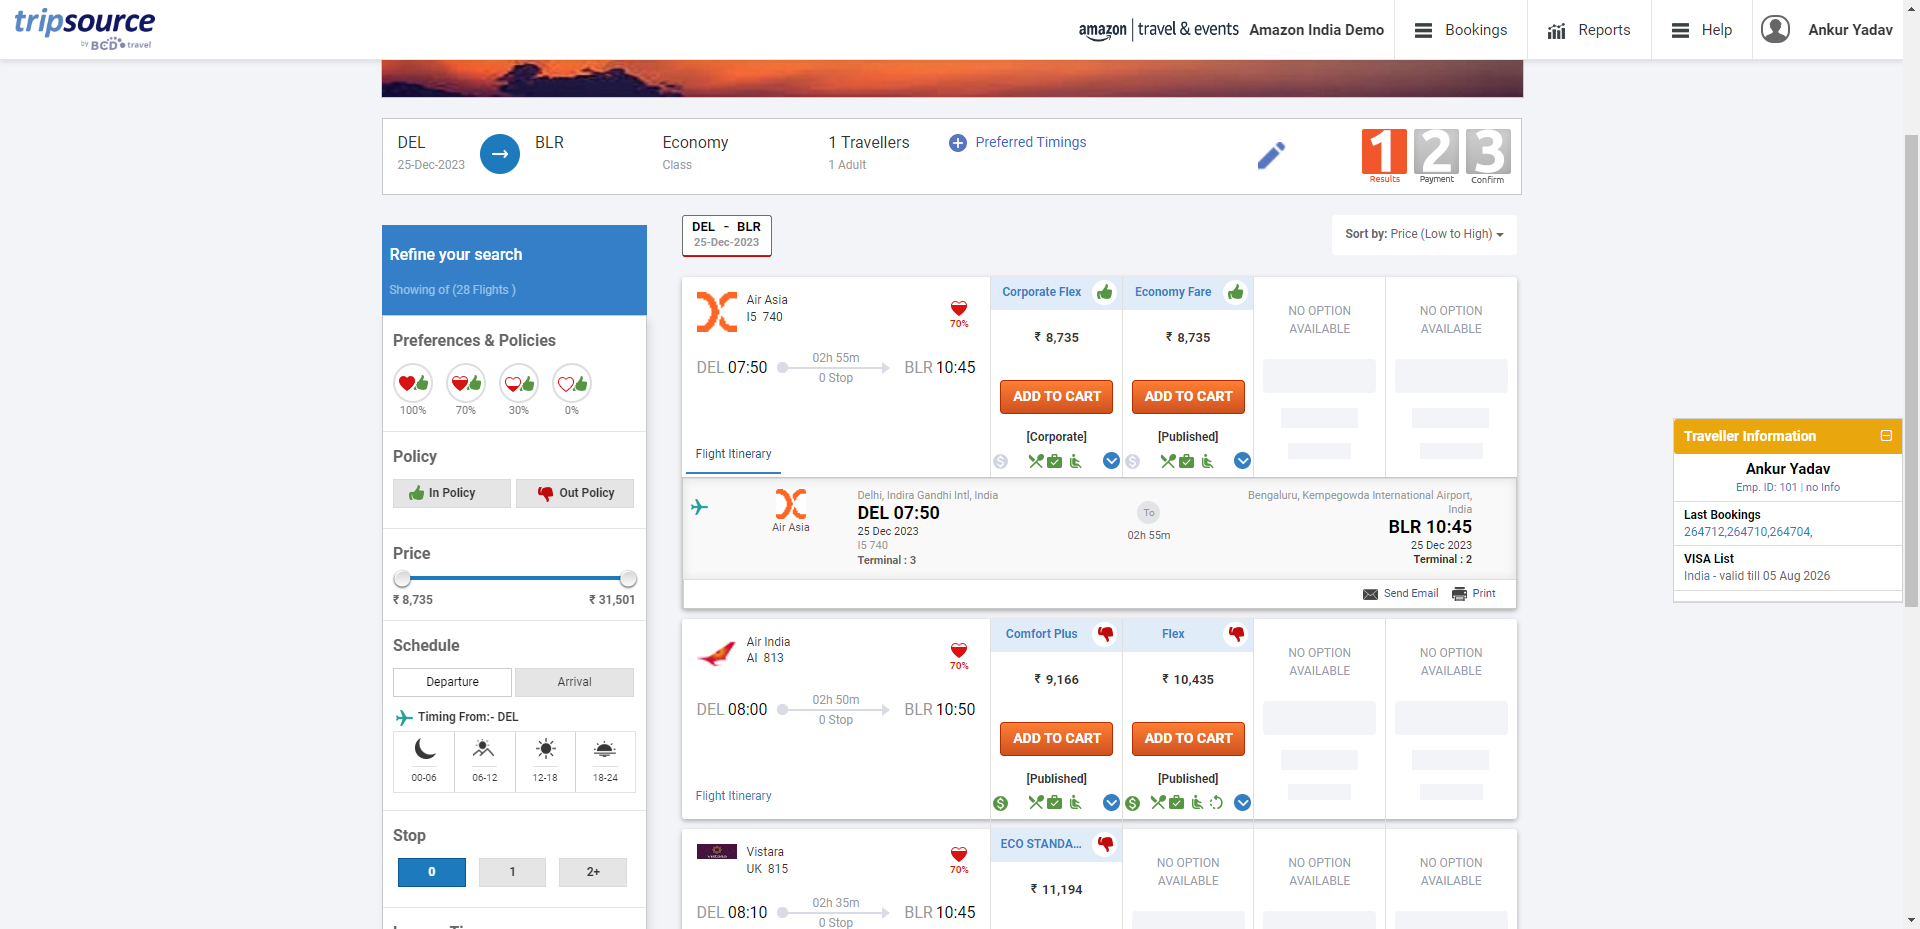 tripsource
by BCD travel
amazon travel & events Amazon India Demo
Bookings
Reports
Help
Ankur Yadav
DEL
25-Dec-2023
BLR
Economy
Class
1 Travellers
1 Adult
Preferred Timings
1 2 3
Results Payment Confirm
Refine your search
Showing of (28 Flights )
Preferences & Policies
100% 70% 30% 0%
Policy
In Policy Out Policy
Price
₹ 8,735 ₹ 31,501
Schedule
Departure Arrival
Timing From:- DEL
00-06 06-12 12-18 18-24
Stop
0 1 2+
DEL - BLR
25-Dec-2023
Sort by: Price (Low to High)
Air Asia
I5 740
70%
DEL 07:50
02h 55m
0 Stop
BLR 10:45
Flight Itinerary
Corporate Flex
₹ 8,735
ADD TO CART
[Corporate]
Economy Fare
₹ 8,735
ADD TO CART
[Published]
NO OPTION
AVAILABLE
NO OPTION
AVAILABLE
Air Asia
Delhi, Indira Gandhi Intl, India
DEL 07:50
25 Dec 2023
I5 740
Terminal : 3
To
02h 55m
Bengaluru, Kempegowda International Airport,
India
BLR 10:45
25 Dec 2023
Terminal : 2
Send Email Print
Air India
AI 813
70%
DEL 08:00
02h 50m
0 Stop
BLR 10:50
Flight Itinerary
Comfort Plus
₹ 9,166
ADD TO CART
[Published]
Flex
₹ 10,435
ADD TO CART
[Published]
NO OPTION
AVAILABLE
NO OPTION
AVAILABLE
Vistara
UK 815
70%
DEL 08:10
02h 35m
0 Stop
BLR 10:45
ECO STANDA...
₹ 11,194
NO OPTION
AVAILABLE
NO OPTION
AVAILABLE
NO OPTION
AVAILABLE
Traveller Information
Ankur Yadav
Emp. ID: 101 | no Info
Last Bookings
264712,264710,264704,
VISA List
India - valid till 05 Aug 2026